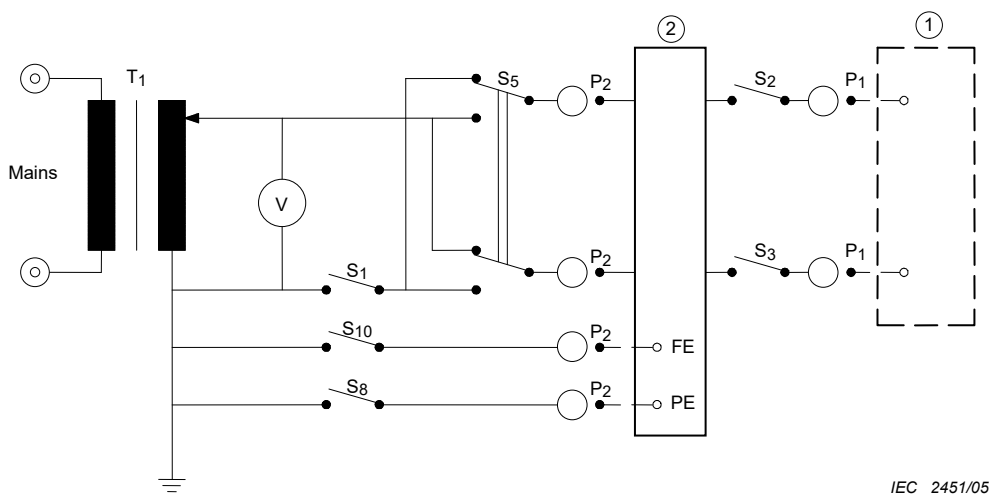 ① 
②
T1
S5
P2
S2
P1
Mains
V
S1
P2
S3
P1
S10
P2
FE
S8
P2
PE
IEC 2451/05